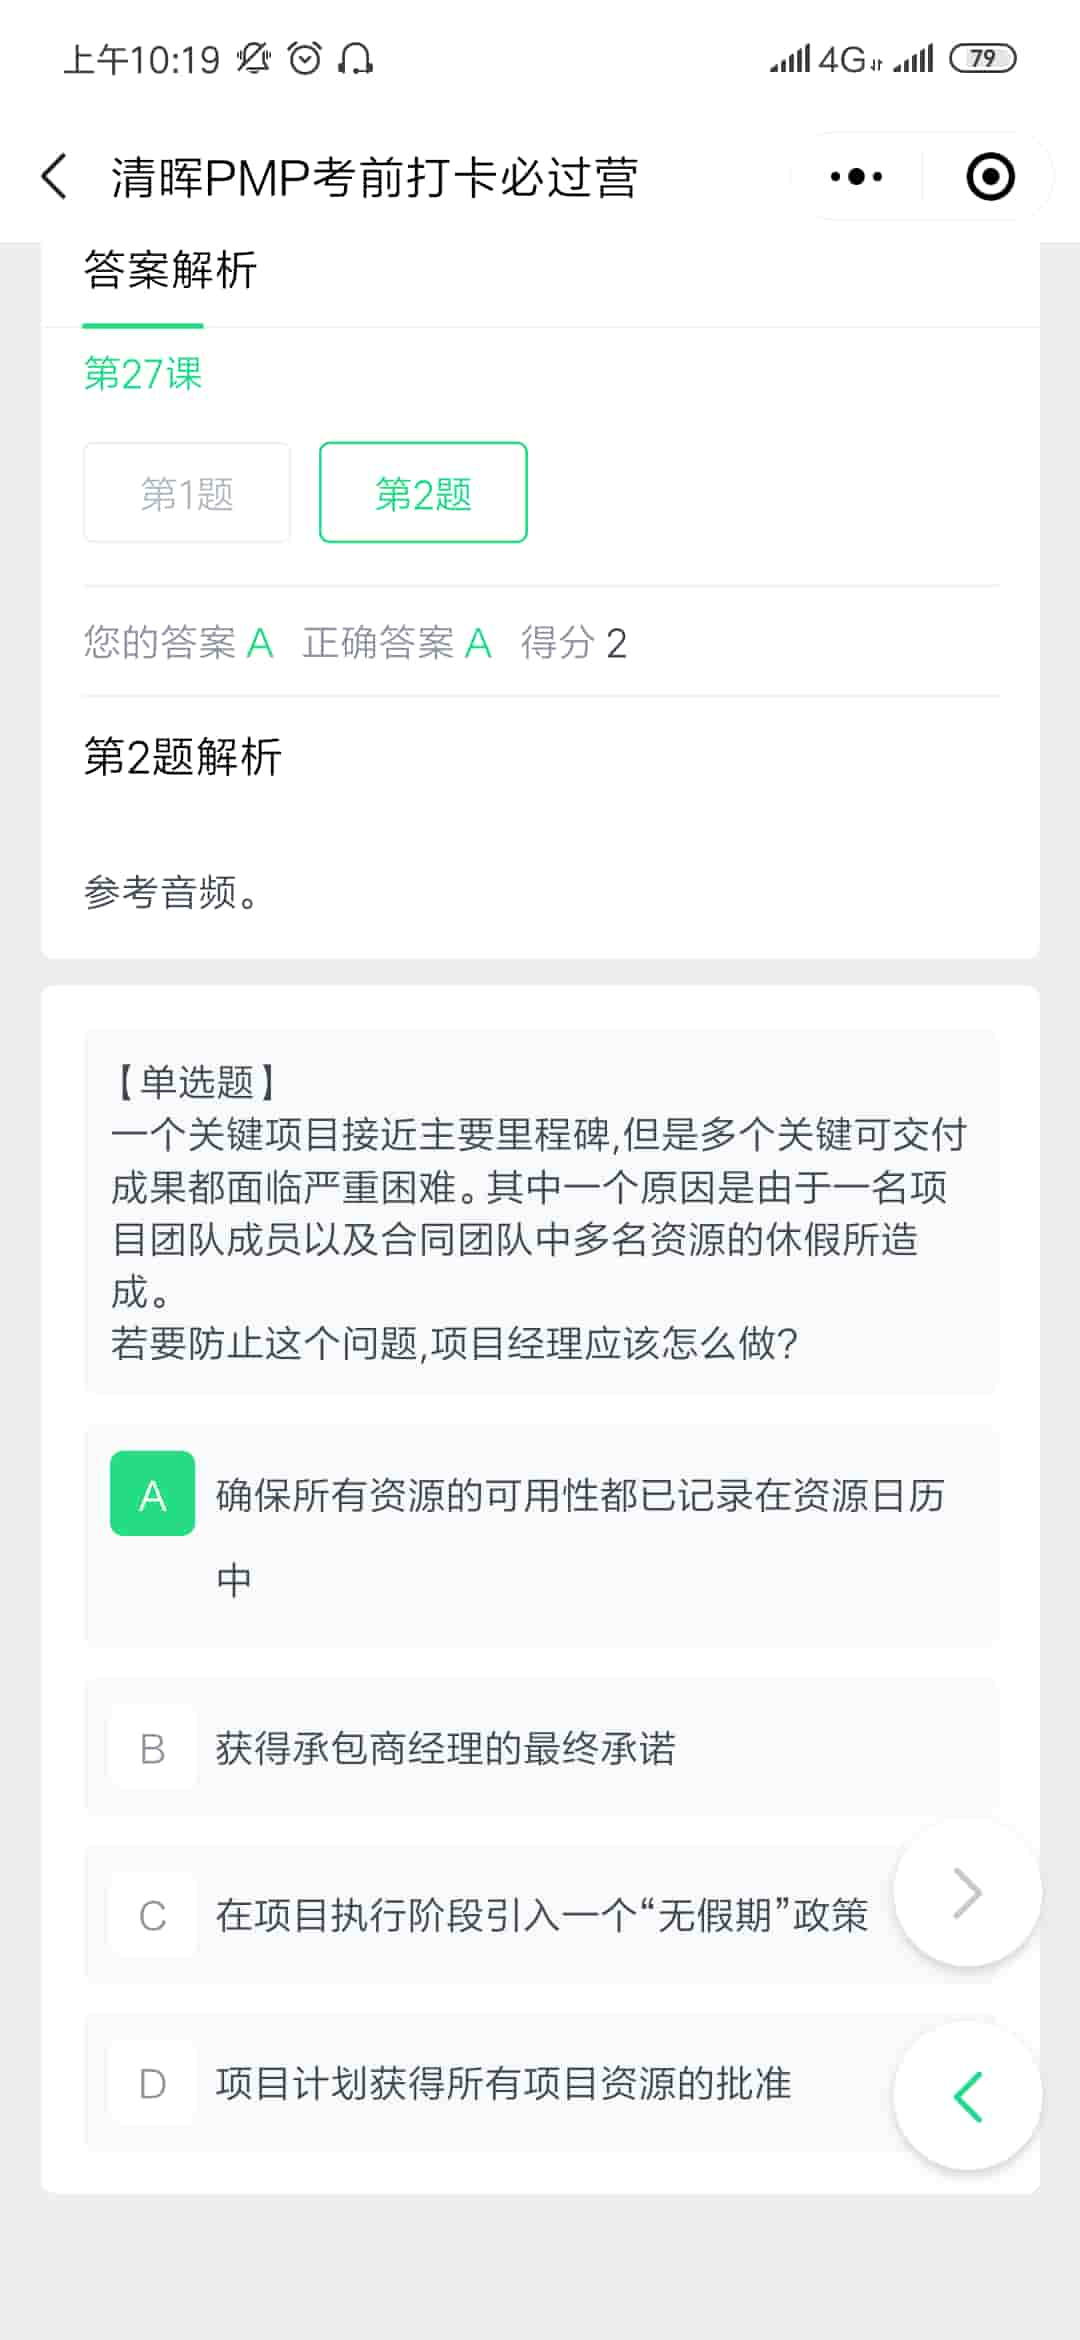 上午10:19
4G
79
清晖PMP考前打卡必过营
答案解析
第27课
第1题
第2题
您的答案 A 正确答案 A 得分 2
第2题解析
参考音频。
【单选题】
一个关键项目接近主要里程碑,但是多个关键可交付
成果都面临严重困难。其中一个原因是由于一名项
目团队成员以及合同团队中多名资源的休假所造
成。
若要防止这个问题,项目经理应该怎么做?
A 确保所有资源的可用性都已记录在资源日历
中
B 获得承包商经理的最终承诺
C 在项目执行阶段引入一个“无假期”政策
D 项目计划获得所有项目资源的批准